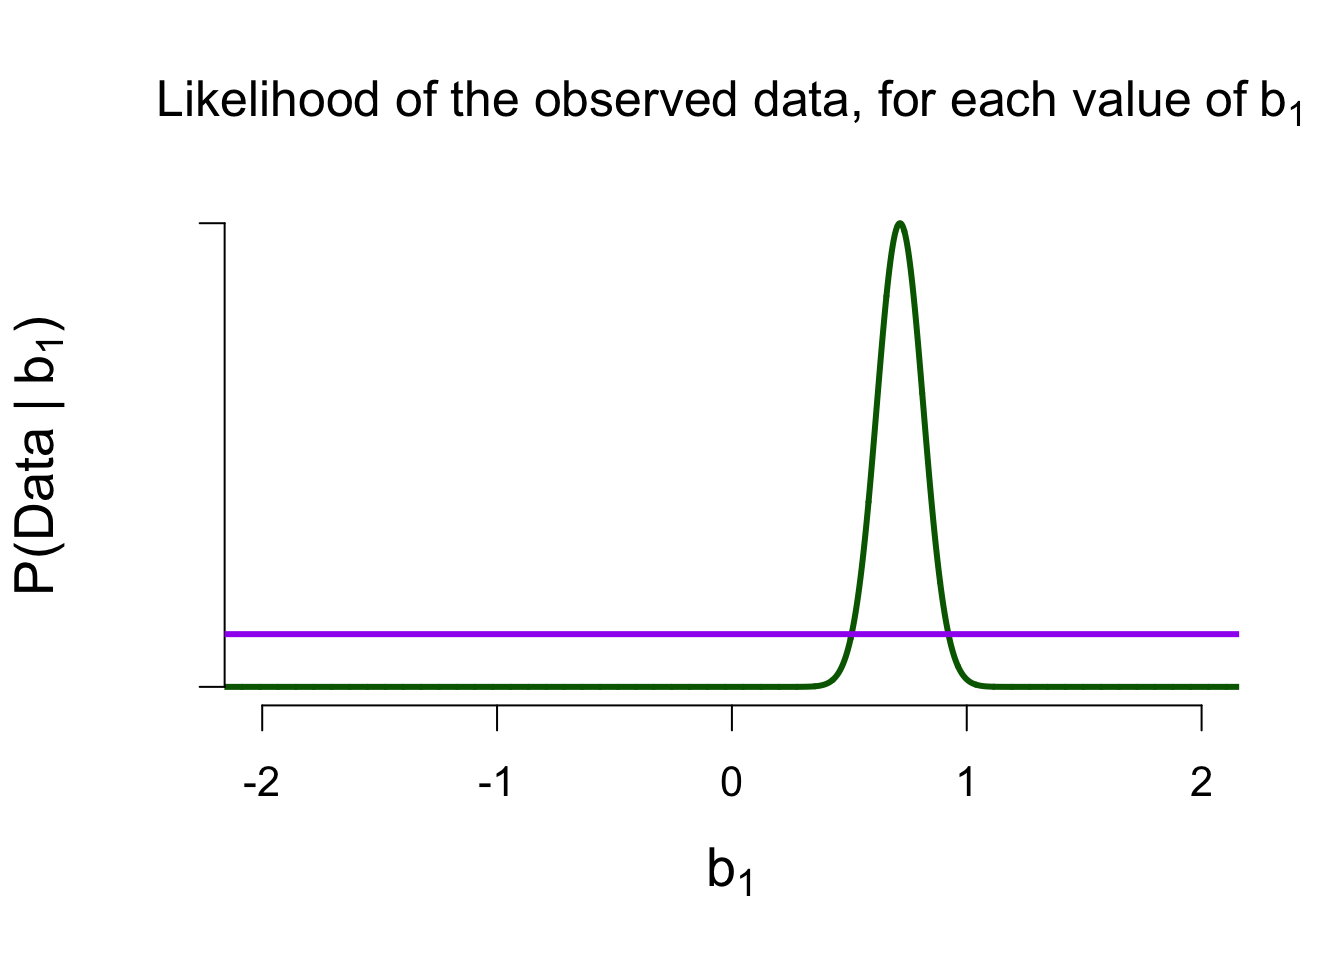 Likelihood of the observed data, for each value of b₁
P(Data | b₁)
-2 -1 0 1 2
b₁